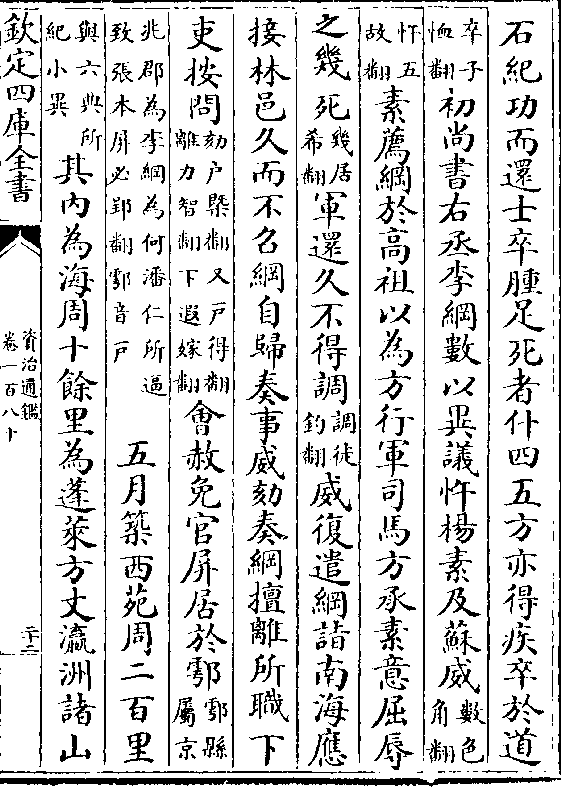 石紀功而還士卒腫足死者什四五方亦得疾卒於道
卒子恤翻初尚書右丞李綱數以異議忤楊素及蘇威數色角翻
忤五故翻素薦綱於高祖以為方行軍司馬方承素意屈辱
之幾死幾居希翻軍還久不得調調徒釣翻威復遣綱詣南海應
接林邑久而不召綱自歸奏事威劾奏綱擅離所職下
吏按問劾户槩翻又戸得翻離力智翻下遐嫁翻會赦免官屏居於鄠鄠縣屬京
兆郡為李綱為何潘仁所逼致張本屏必郢翻鄠音戸五月築西苑周二百里
與六典所紀小異其内為海周十餘里為蓬萊方丈瀛洲諸山
欽定四庫全書
資治通鑑
卷一百八十